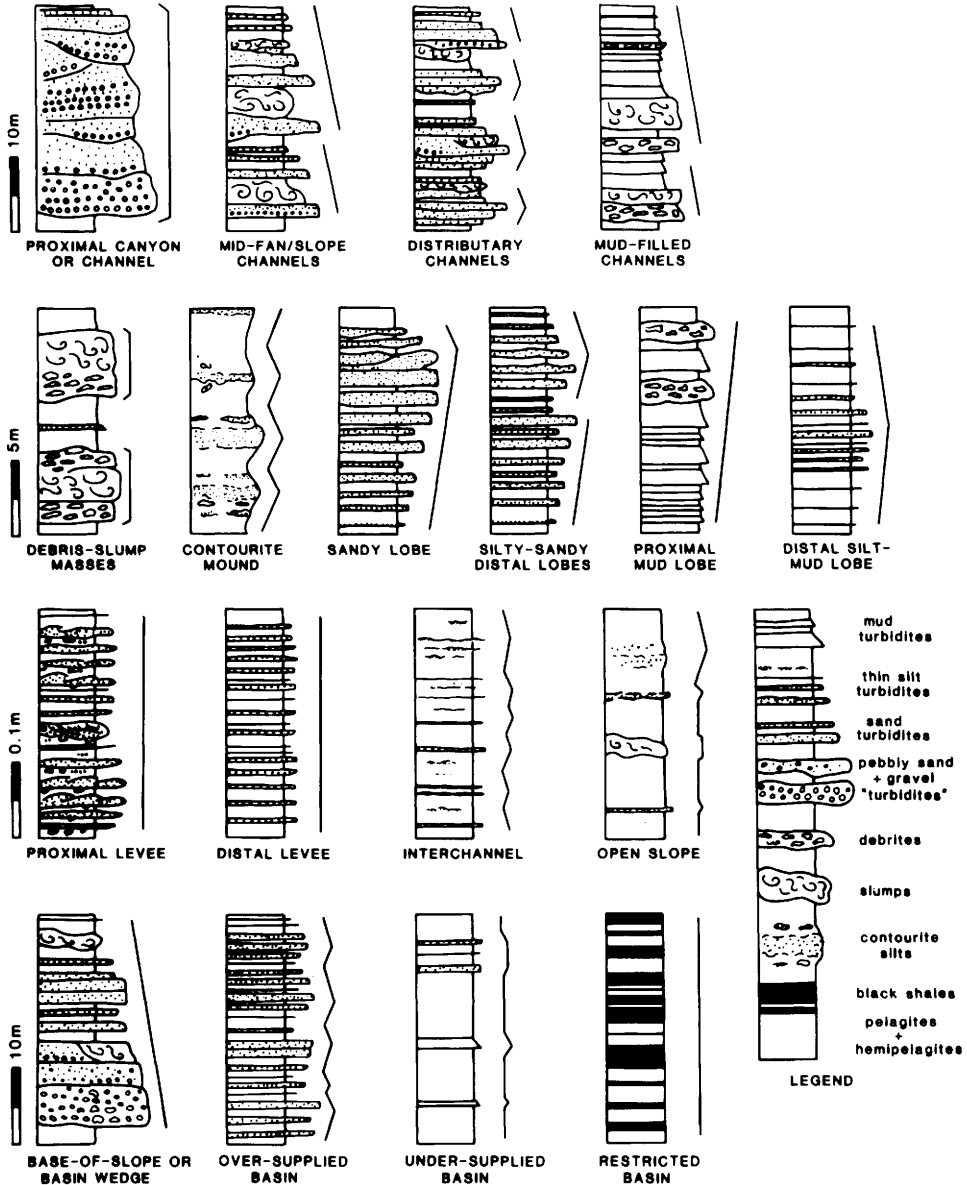 10m
PROXIMAL CANYON
OR CHANNEL
MID-FAN/SLOPE
CHANNELS
DISTRIBUTARY
CHANNELS
MUD-FILLED
CHANNELS
5m
DEBRIS-SLUMP
MASSES
CONTOURITE
MOUND
SANDY LOBE
SILTY-SANDY
DISTAL LOBES
PROXIMAL
MUD LOBE
DISTAL SILT-
MUD LOBE
0.1m
PROXIMAL LEVEE
DISTAL LEVEE
INTERCHANNEL
OPEN SLOPE
mud
turbidites
thin silt
turbidites
sand
turbidites
pebbly sand
+ gravel
"turbidites"
debrites
slumps
contourite
silts
black shales
pelagites
+
hemipelagites
LEGEND
10m
BASE-OF-SLOPE OR
BASIN WEDGE
OVER-SUPPLIED
BASIN
UNDER-SUPPLIED
BASIN
RESTRICTED
BASIN